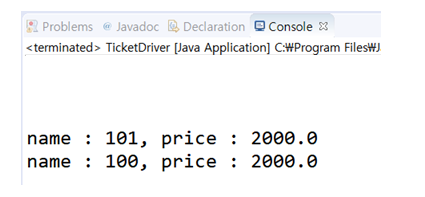 Problems @ Javadoc Declaration Console
<terminated> TicketDriver [Java Application] C:₩Program Files₩J
name : 101, price : 2000.0
name : 100, price : 2000.0